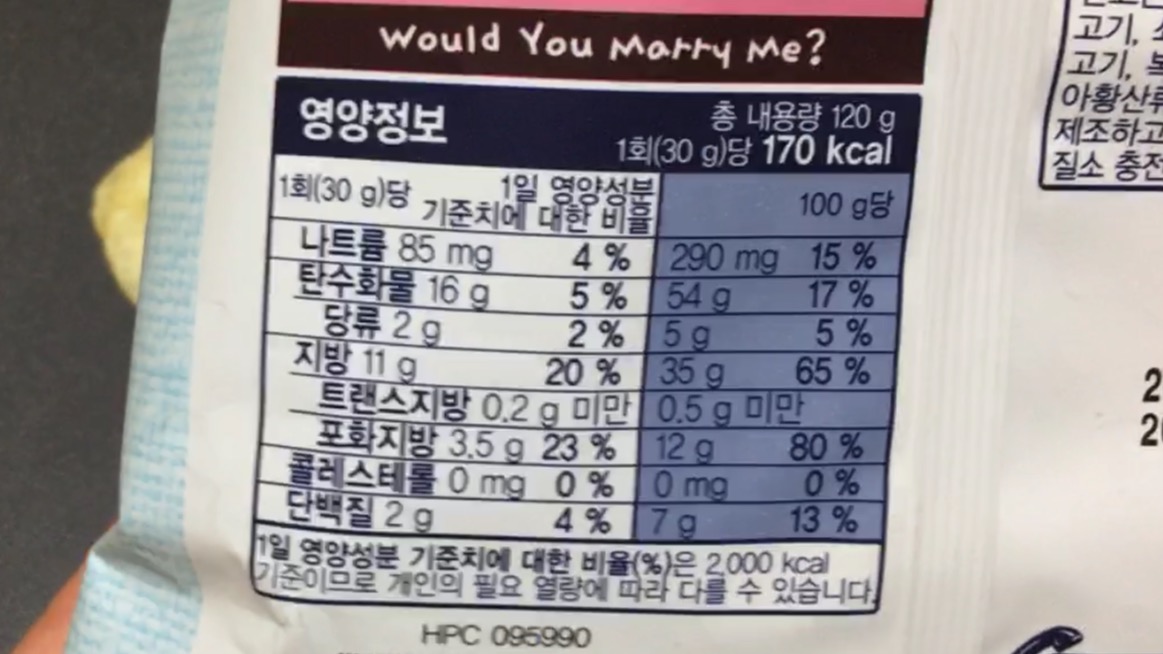 Would You Marry Me?
영양정보
총 내용량 120 g
1회(30 g)당 170 kcal
1회(30 g)당 1일 영양성분 기준치에 대한 비율 100 g당
나트륨 85 mg 4 % 290 mg 15 %
탄수화물 16 g 5 % 54 g 17 %
당류 2 g 2 % 5 g 5 %
지방 11 g 20 % 35 g 65 %
트랜스지방 0.2 g 미만 0.5 g 미만
포화지방 3.5 g 23 % 12 g 80 %
콜레스테롤 0 mg 0 % 0 mg 0 %
단백질 2 g 4 % 7 g 13 %
1일 영양성분 기준치에 대한 비율(%)은 2,000 kcal
기준이므로 개인의 필요 열량에 따라 다를 수 있습니다.
HPC 095990
고기,
고기,
아황산류
제조하고
질소 충전